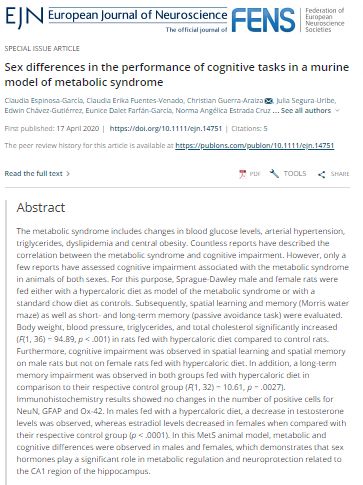 EJN European Journal of Neuroscience
The official journal of
FENS
Federation of
European
Neuroscience
Societies
SPECIAL ISSUE ARTICLE
Sex differences in the performance of cognitive tasks in a murine
model of metabolic syndrome
Claudia Espinosa-García, Claudia Erika Fuentes-Venado, Christian Guerra-Araiza, Julia Segura-Uribe,
Edwin Chávez-Gutiérrez, Eunice Dalet Farfán-García, Norma Angélica Estrada Cruz ... See all authors
First published: 17 April 2020 | https://doi.org/10.1111/ejn.14751 | Citations: 5
The peer review history for this article is available at https://publons.com/publon/10.1111/ejn.14751
Read the full text >
PDF
TOOLS
SHARE
Abstract
The metabolic syndrome includes changes in blood glucose levels, arterial hypertension,
triglycerides, dyslipidemia and central obesity. Countless reports have described the
correlation between the metabolic syndrome and cognitive impairment. However, only a
few reports have assessed cognitive impairment associated with the metabolic syndrome
in animals of both sexes. For this purpose, Sprague-Dawley male and female rats were
fed either with a hypercaloric diet as model of the metabolic syndrome or with a
standard chow diet as controls. Subsequently, spatial learning and memory (Morris water
maze) as well as short- and long-term memory (passive avoidance task) were evaluated.
Body weight, blood pressure, triglycerides, and total cholesterol significantly increased
(F(1, 36) = 94.89, p < .001) in rats fed with hypercaloric diet compared to controls.
Furthermore, cognitive impairment was observed in spatial learning and spatial memory
on male rats but not on female rats fed with hypercaloric diet. In addition, a long-term
memory impairment was observed in both groups fed with hypercaloric diet in
comparison to their respective control group (F(1, 32) = 10.61, p = .0027).
Immunohistochemistry results showed no changes in the number of positive cells for
NeuN, GFAP and Ox-42. In males fed with a hypercaloric diet, a decrease in testosterone
levels was observed, whereas estradiol levels decreased in females when compared with
their respective control group (p < .0001). In this MetS animal model, metabolic and
cognitive differences were observed in males and females, which demonstrates that sex
hormones play a significant role in metabolic regulation and neuroprotection related to
the CA1 region of the hippocampus.